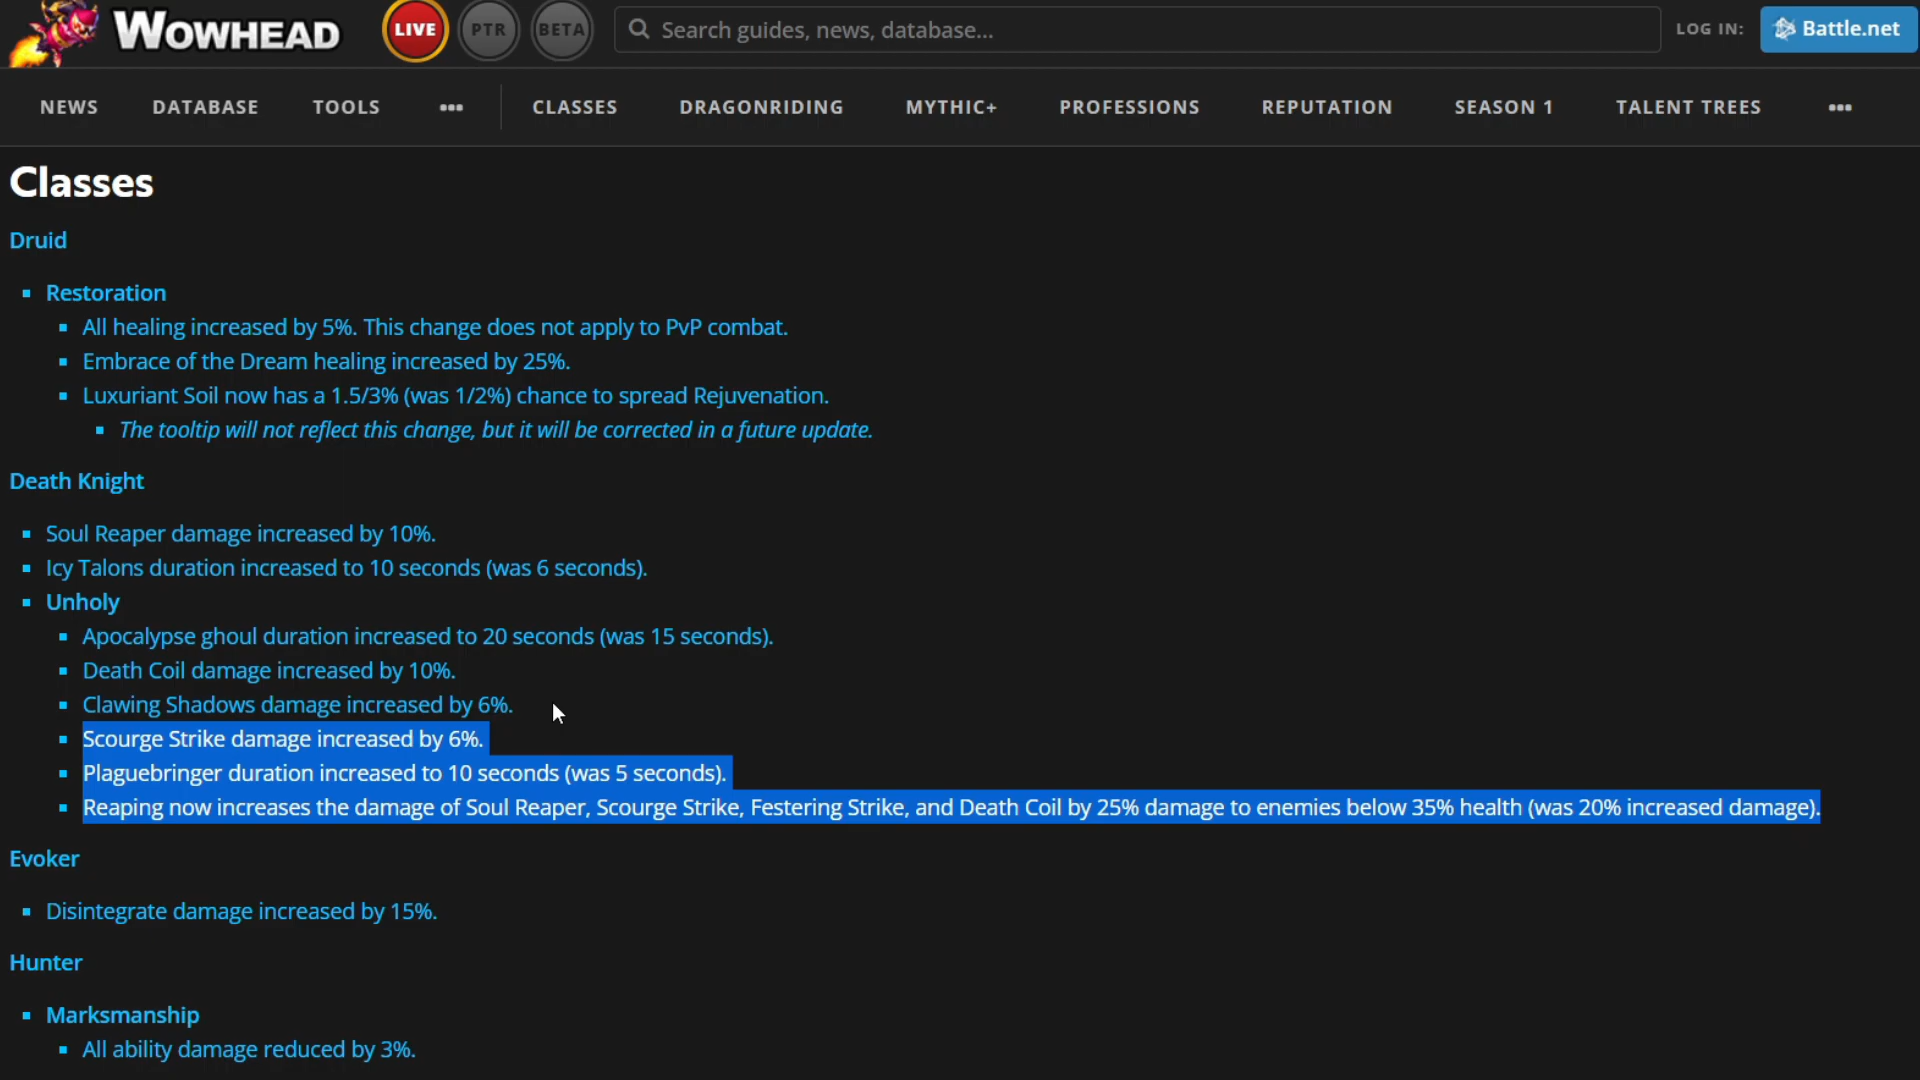 WOWHEAD
LIVE
PTR
BETA
Search guides, news, database...
LOG IN:
Battle.net
NEWS
DATABASE
TOOLS
•••
CLASSES
DRAGONRIDING
MYTHIC+
PROFESSIONS
REPUTATION
SEASON 1
TALENT TREES
•••
Classes
Druid
Restoration
All healing increased by 5%. This change does not apply to PvP combat.
Embrace of the Dream healing increased by 25%.
Luxuriant Soil now has a 1.5/3% (was 1/2%) chance to spread Rejuvenation.
The tooltip will not reflect this change, but it will be corrected in a future update.
Death Knight
Soul Reaper damage increased by 10%.
Icy Talons duration increased to 10 seconds (was 6 seconds).
Unholy
Apocalypse ghoul duration increased to 20 seconds (was 15 seconds).
Death Coil damage increased by 10%.
Clawing Shadows damage increased by 6%.
Scourge Strike damage increased by 6%.
Plaguebringer duration increased to 10 seconds (was 5 seconds).
Reaping now increases the damage of Soul Reaper, Scourge Strike, Festering Strike, and Death Coil by 25% damage to enemies below 35% health (was 20% increased damage).
Evoker
Disintegrate damage increased by 15%.
Hunter
Marksmanship
All ability damage reduced by 3%.